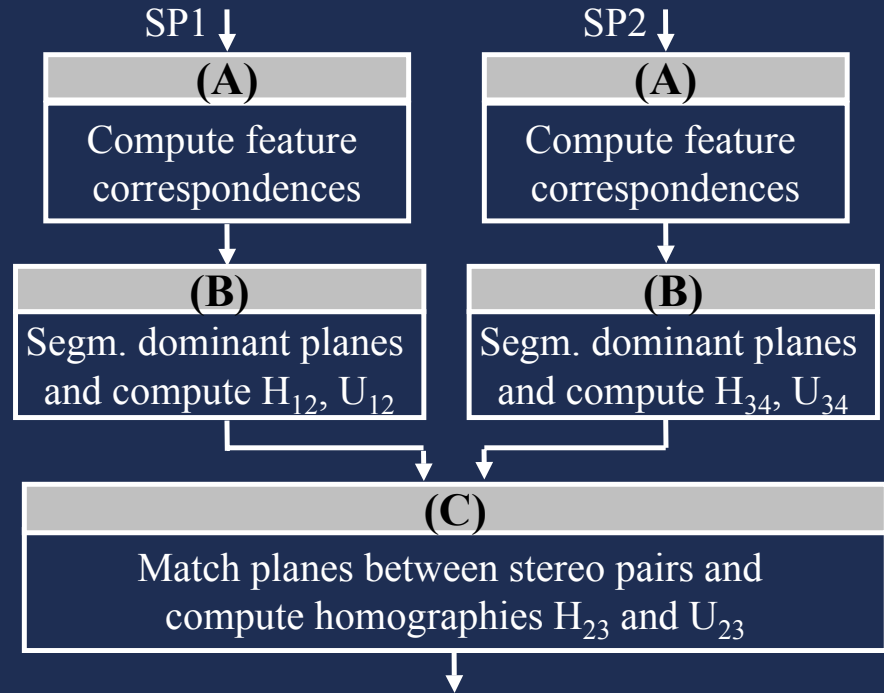 SP1
(A)
Compute feature
correspondences
(B)
Segm. dominant planes
and compute H₁₂, U₁₂
SP2
(A)
Compute feature
correspondences
(B)
Segm. dominant planes
and compute H₃₄, U₃₄
(C)
Match planes between stereo pairs and
compute homographies H₂₃ and U₂₃